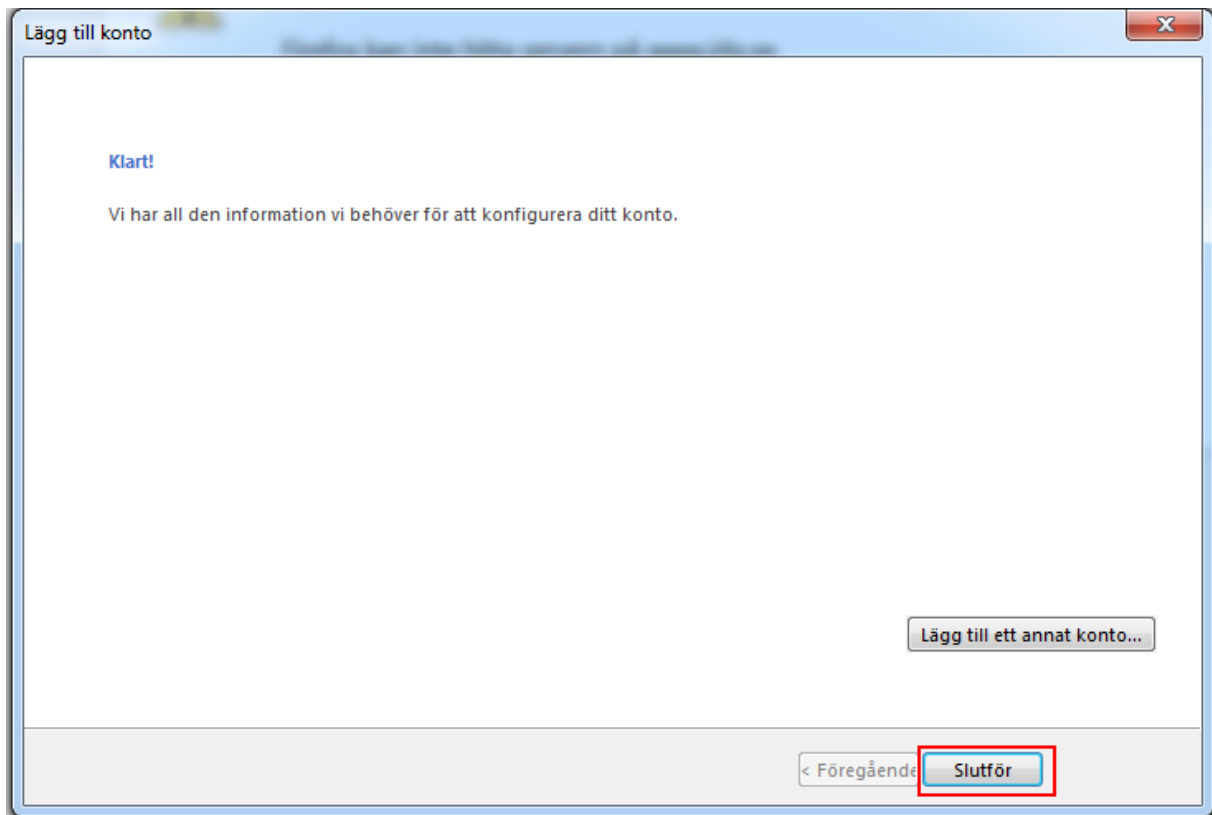 Lägg till konto
Klart!
Vi har all den information vi behöver för att konfigurera ditt konto.
Lägg till ett annat konto...
< Föregående
Slutför